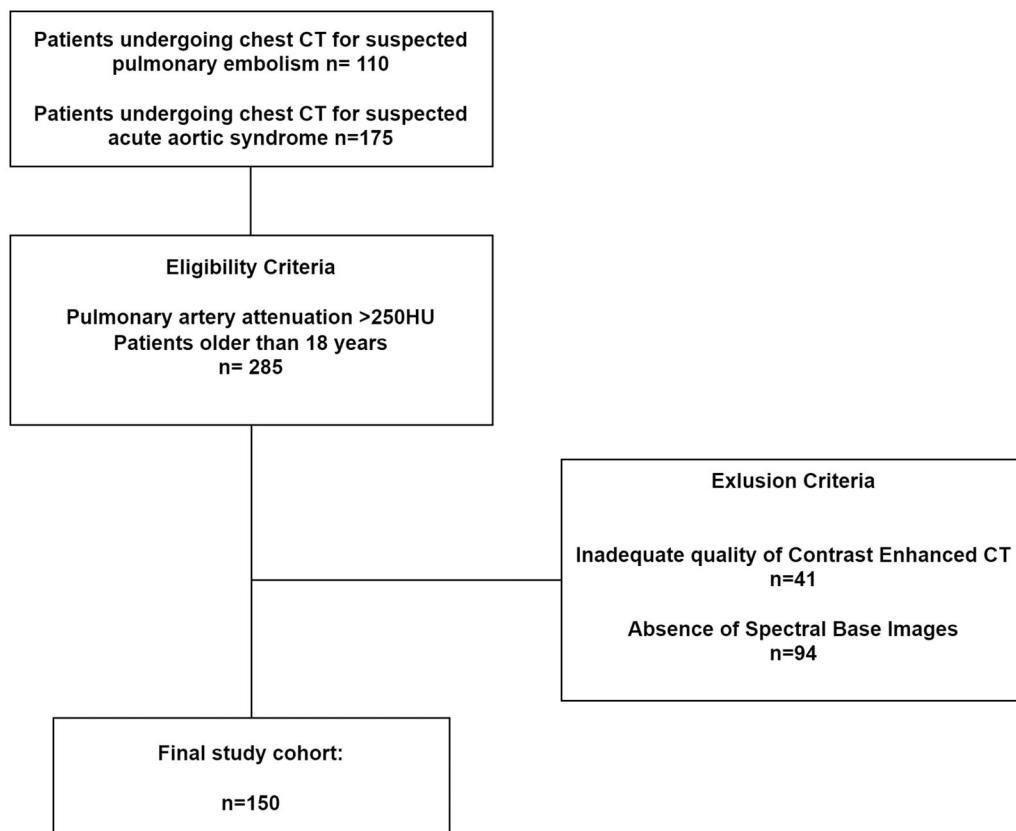 Patients undergoing chest CT for suspected
pulmonary embolism n= 110
Patients undergoing chest CT for suspected
acute aortic syndrome n=175
Eligibility Criteria
Pulmonary artery attenuation >250HU
Patients older than 18 years
n= 285
Exlusion Criteria
Inadequate quality of Contrast Enhanced CT
n=41
Absence of Spectral Base Images
n=94
Final study cohort:
n=150